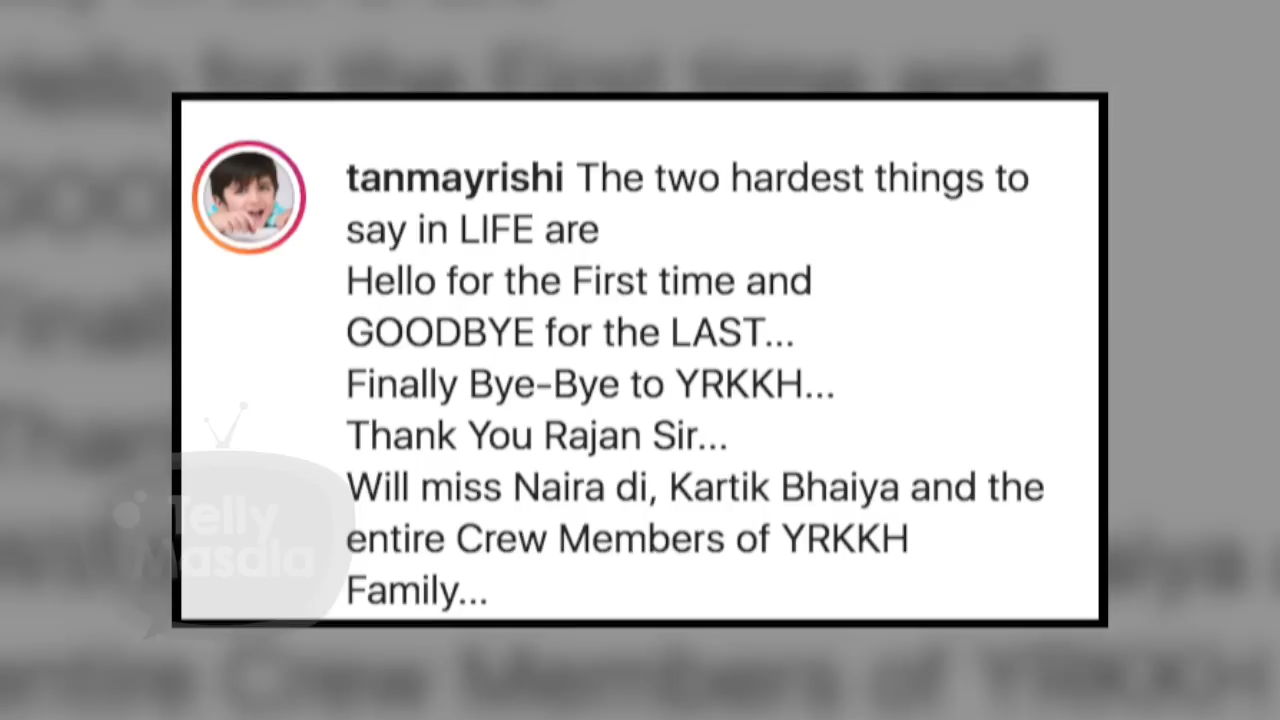 tanmayrishi The two hardest things to
say in LIFE are
Hello for the First time and
GOODBYE for the LAST...
Finally Bye-Bye to YRKKH...
Thank You Rajan Sir...
Will miss Naira di, Kartik Bhaiya and the
entire Crew Members of YRKKH
Family...
Telly
Masala